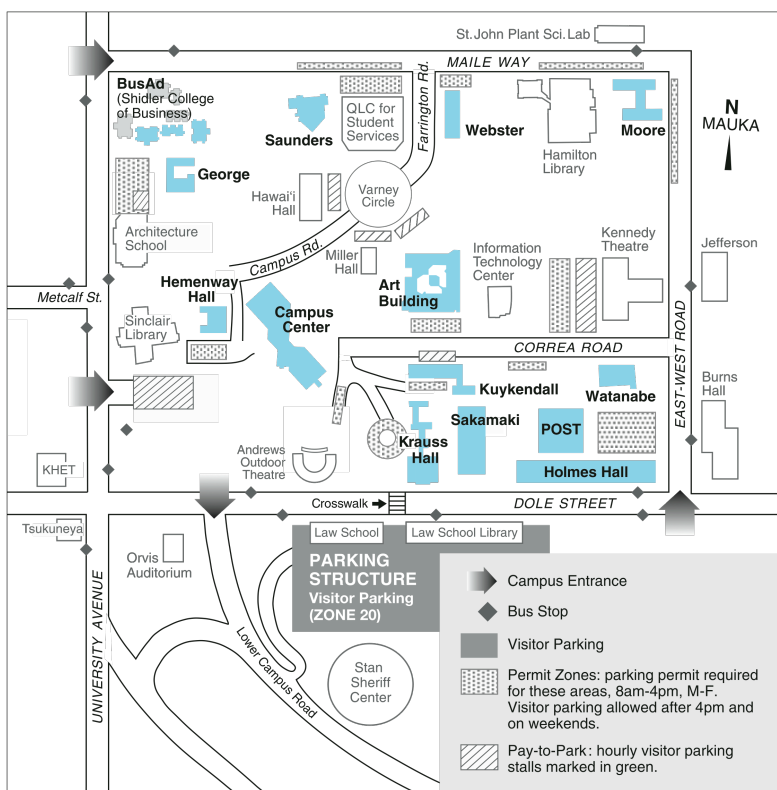 St.John Plant Sci.Lab
MAILE WAY
BusAd
(Shidler College
of Business)
Farrington Rd.
QLC for
Student
Services
Saunders
Webster
Moore
N
MAUKA
Hamilton
Library
George
Hawai‘i
Hall
Varney
Circle
Architecture
School
Campus Rd.
Miller
Hall
Information
Technology
Center
Kennedy
Theatre
Jefferson
Metcalf St.
Hemenway
Hall
Art
Building
Campus
Center
Sinclair
Library
CORREA ROAD
EAST-WEST ROAD
Burns
Hall
Kuykendall
Watanabe
Sakamaki
POST
Krauss
Hall
Andrews
Outdoor
Theatre
KHET
Holmes Hall
Crosswalk
DOLE STREET
Tsukuneya
Law School
Law School Library
Orvis
Auditorium
PARKING
STRUCTURE
Visitor Parking
(ZONE 20)
UNIVERSITY AVENUE
Lower Campus Road
Stan
Sheriff
Center
Campus Entrance
Bus Stop
Visitor Parking
Permit Zones: parking permit required
for these areas, 8am-4pm, M-F.
Visitor parking allowed after 4pm and
on weekends.
Pay-to-Park: hourly visitor parking
stalls marked in green.